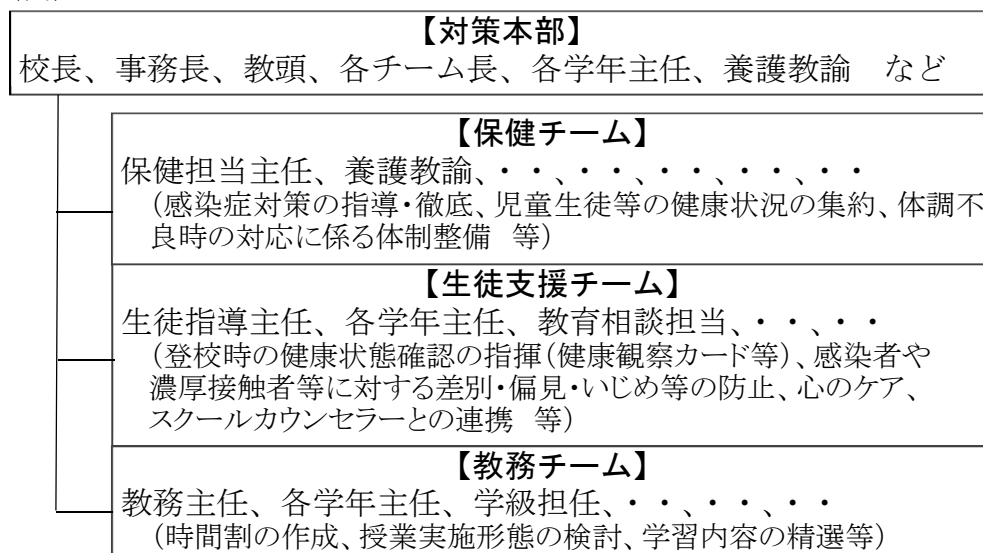 【対策本部】
校長、事務長、教頭、各チーム長、各学年主任、養護教諭　など
【保健チーム】
保健担当主任、養護教諭、・・、・・、・・、・・、・・
（感染症対策の指導・徹底、児童生徒等の健康状況の集約、体調不
良時の対応に係る体制整備　等）
【生徒支援チーム】
生徒指導主任、各学年主任、教育相談担当、・・、・・
（登校時の健康状態確認の指揮（健康観察カード等）、感染者や
濃厚接触者等に対する差別・偏見・いじめ等の防止、心のケア、
スクールカウンセラーとの連携　等）
【教務チーム】
教務主任、各学年主任、学級担任、・・、・・、・・
（時間割の作成、授業実施形態の検討、学習内容の精選等）